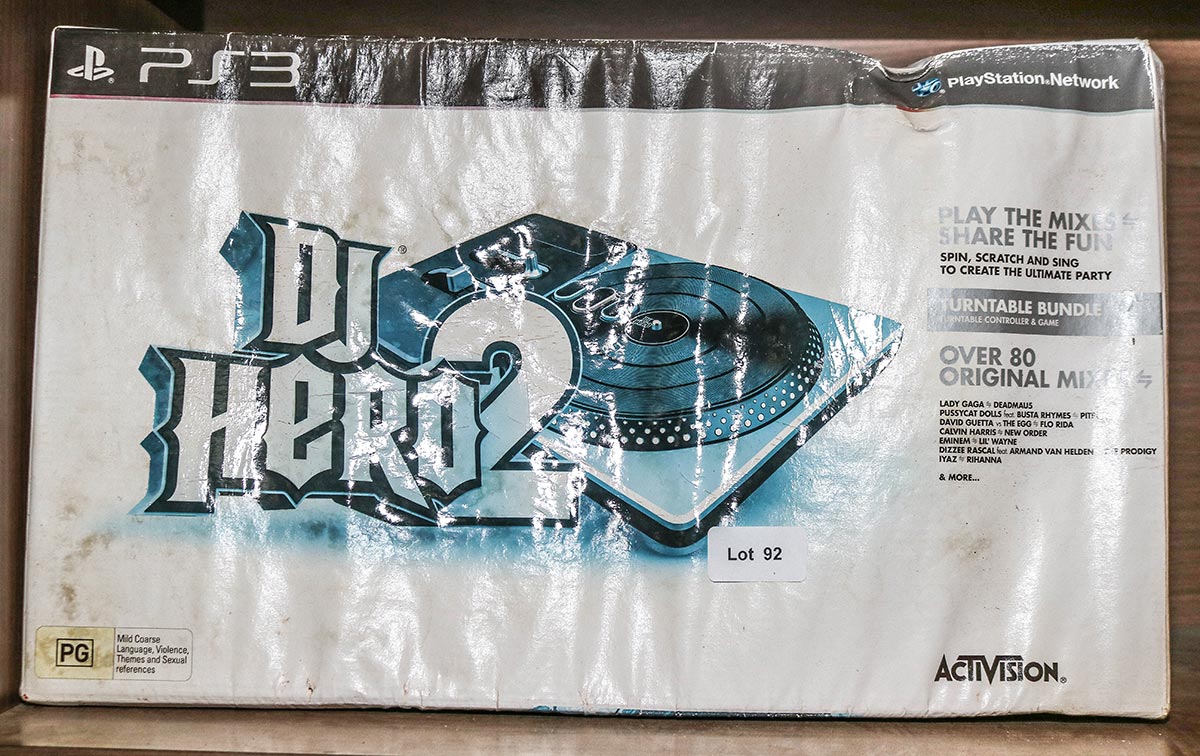 PS3
PlayStation®Network
PLAY THE MIXES
SHARE THE FUN
SPIN, SCRATCH AND SING
TO CREATE THE ULTIMATE PARTY
DJ
HERO 2
®
TURNTABLE BUNDLE
TURNTABLE CONTROLLER & GAME
OVER 80
ORIGINAL
LADY GAGA DEADMAUS
PUSSYCAT DOLLS feat. BUSTA RHYMES
DAVID GUETTA vs THE EGG FLO RIDA
CALVIN HARRIS NEW ORDER
EMINEM LIL' WAYNE
DIZZEE RASCAL feat. ARMAND VAN HELDEN PRODIGY
IYAZ RIHANNA
& MORE...
Lot 92
PG
Mild Coarse
Language, Violence,
Themes and Sexual
references
ACTIVISION®